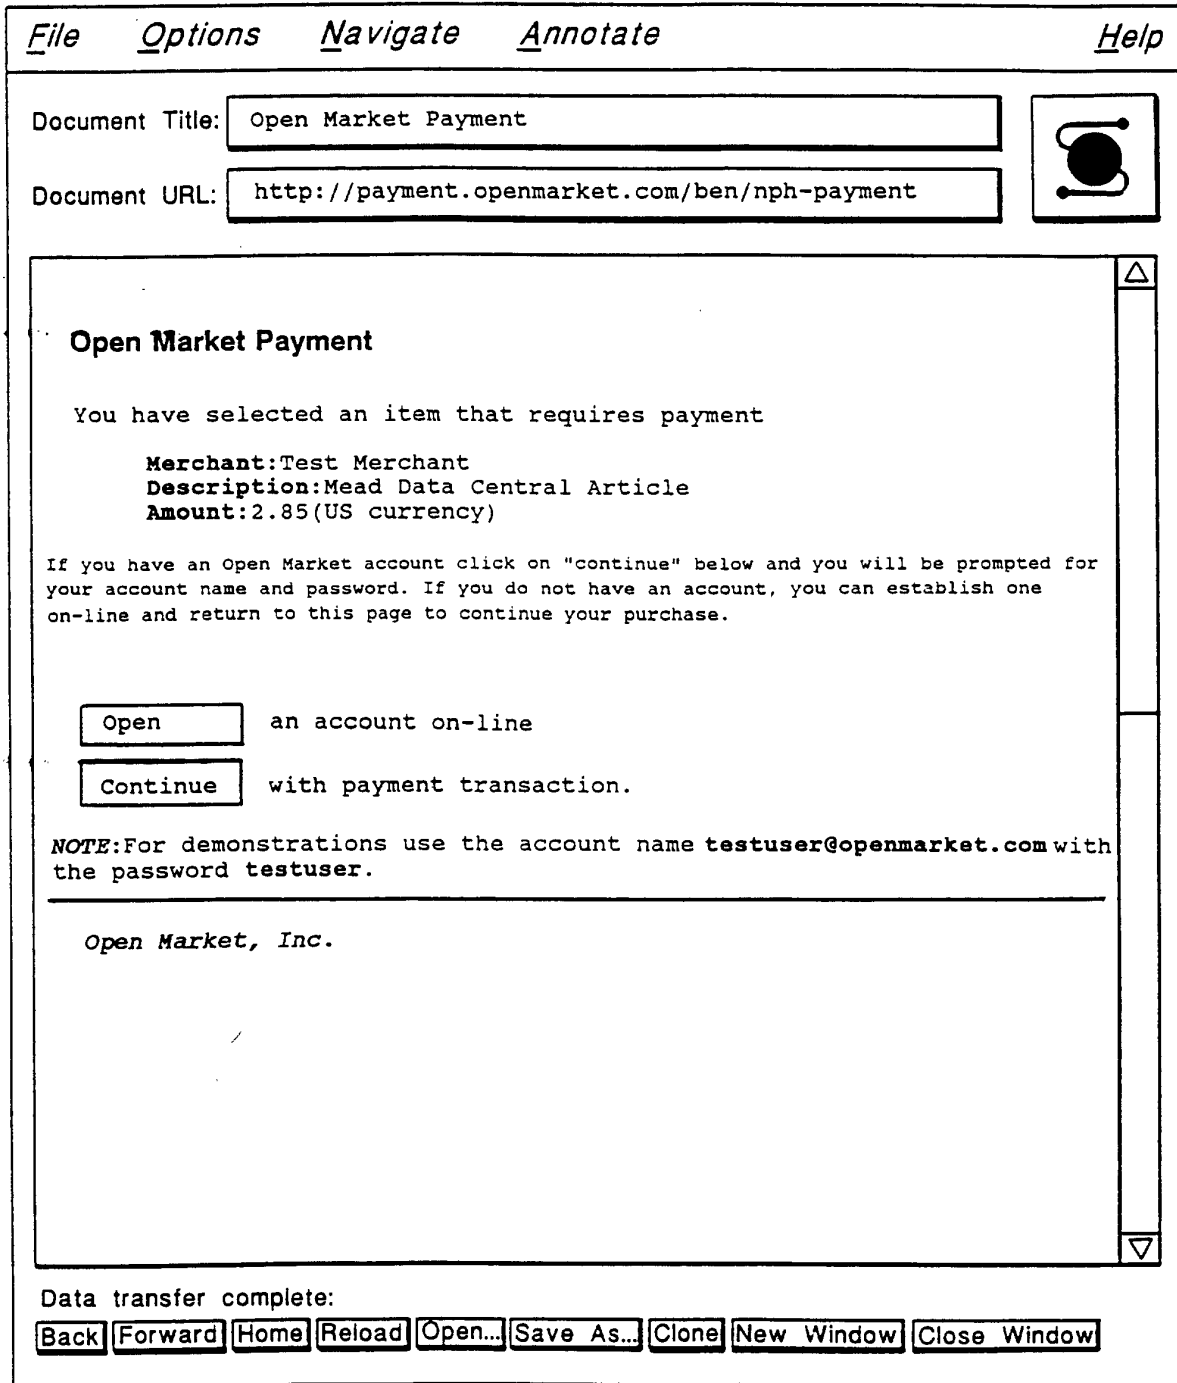 File Options Navigate Annotate Help
Document Title: Open Market Payment
Document URL: http://payment.openmarket.com/ben/nph-payment
Open Market Payment
You have selected an item that requires payment
Merchant:Test Merchant
Description:Mead Data Central Article
Amount:2.85(US currency)
If you have an Open Market account click on "continue" below and you will be prompted for
your account name and password. If you do not have an account, you can establish one
on-line and return to this page to continue your purchase.
Open an account on-line
Continue with payment transaction.
NOTE:For demonstrations use the account name testuser@openmarket.com with
the password testuser.
Open Market, Inc.
Data transfer complete:
Back Forward Home Reload Open... Save As... Clone New Window Close Window